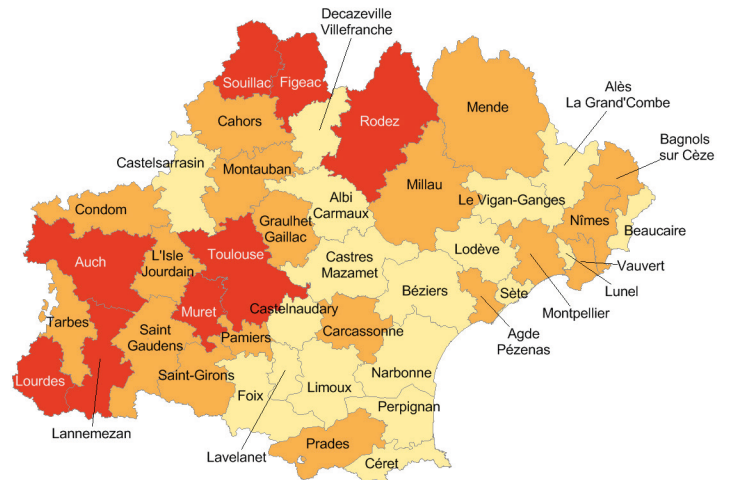 Decazeville
Villefranche
Souillac
Figeac
Rodez
Mende
Alès
La Grand'Combe
Cahors
Bagnols
sur Cèze
Castelsarrasin
Montauban
Millau
Albi
Carmaux
Le Vigan-Ganges
Condom
Graulhet
Gaillac
Nîmes
Beaucaire
Auch
L'Isle
Jourdain
Toulouse
Castres
Mazamet
Lodève
Vauvert
Lunel
Béziers
Sète
Montpellier
Muret
Castelnaudary
Tarbes
Saint
Gaudens
Pamiers
Carcassonne
Agde
Pézenas
Lourdes
Saint-Girons
Foix
Limoux
Narbonne
Perpignan
Lannemezan
Lavelanet
Prades
Céret